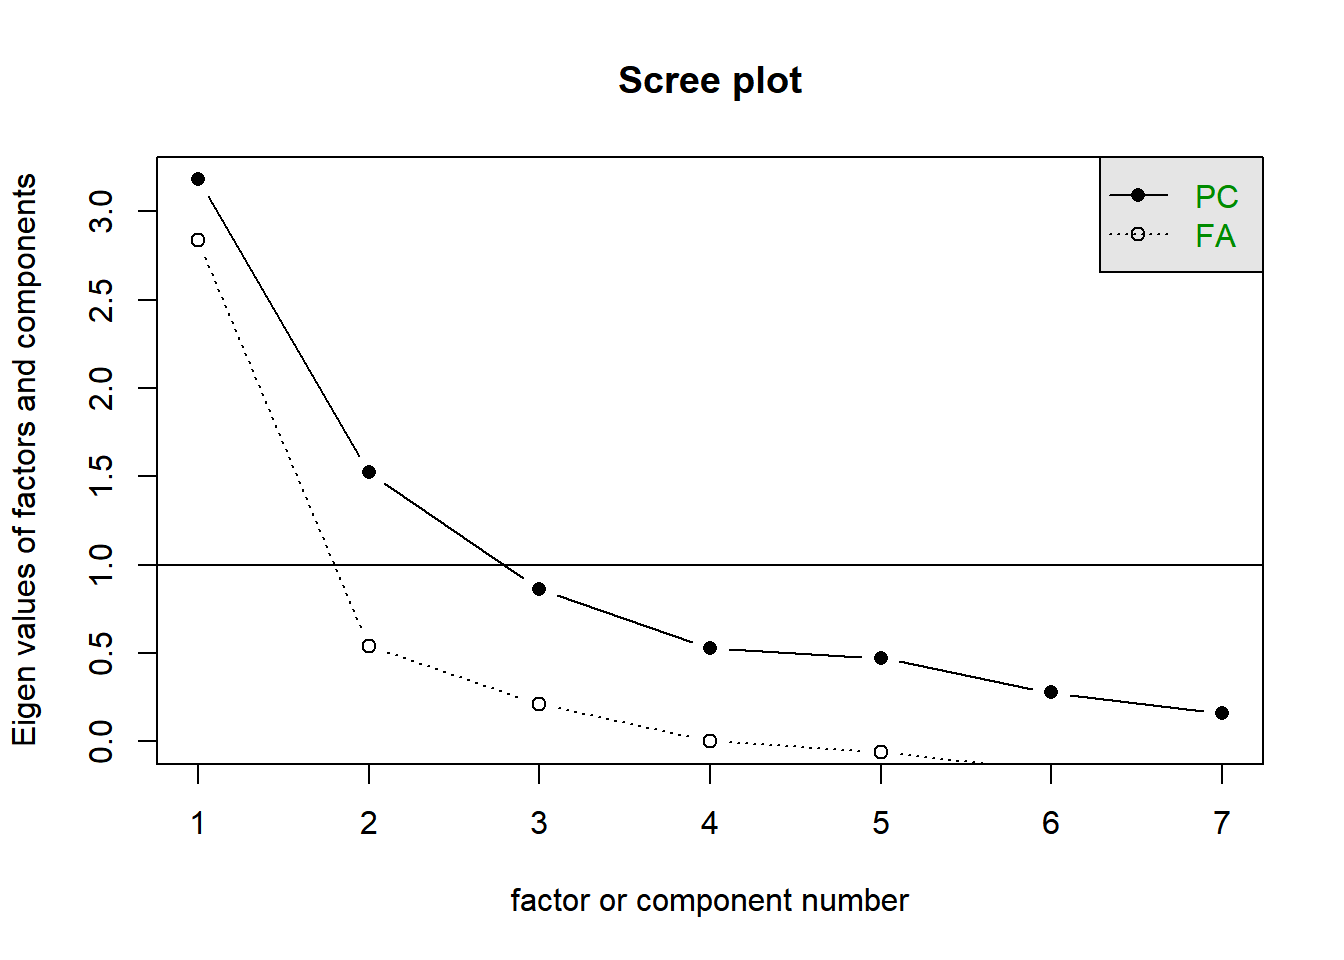 Scree plot
Eigen values of factors and components
3.0
2.5
2.0
1.5
1.0
0.5
0.0
PC
FA
1 2 3 4 5 6 7
factor or component number